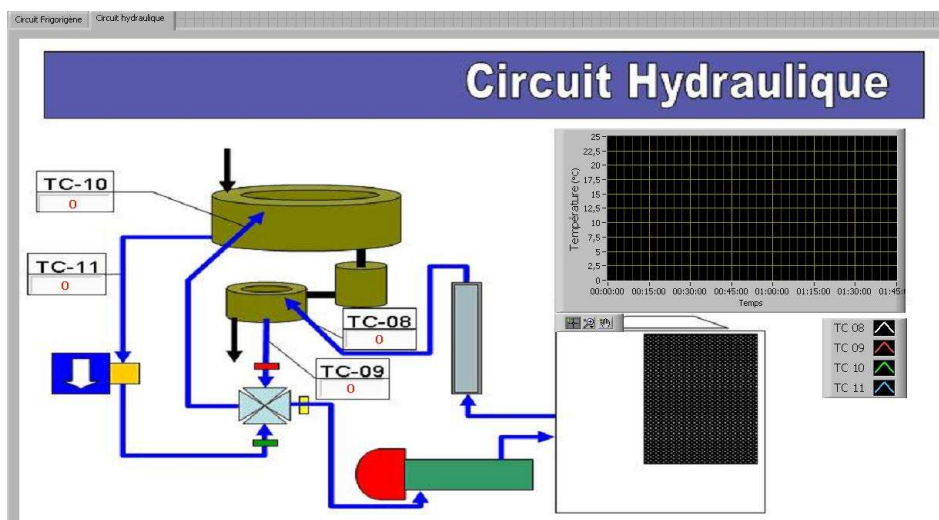 Circuit Frigorigène
Circuit hydraulique
Circuit Hydraulique
TC-10
0
TC-11
0
TC-08
0
TC-09
0
Température (°C)
25
22,5
20
17,5
15
12,5
10
7,5
5
2,5
0
00:00:00 00:15:00 00:30:00 00:45:00 01:00:00 01:15:00 01:30:00 01:45:
Temps
TC 08
TC 09
TC 10
TC 11